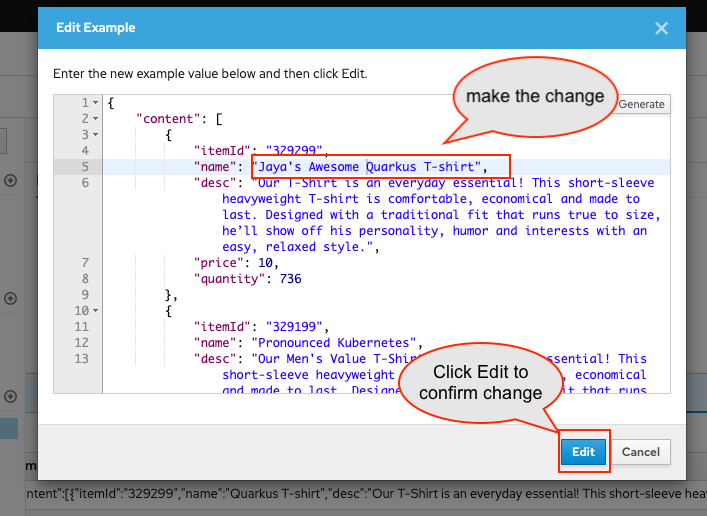 Edit Example
Enter the new example value below and then click Edit.
make the change
Generate
1 {
2 "content": [
3 {
4 "itemId": "329299",
5 "name": "Jaya's Awesome Quarkus T-shirt",
6 "desc": "Our T-Shirt is an everyday essential! This short-sleeve
heavyweight T-shirt is comfortable, economical and made to
last. Designed with a traditional fit that runs true to size,
he’ll show off his personality, humor and interests with an
easy, relaxed style.",
7 "price": 10,
8 "quantity": 736
9 },
10 {
11 "itemId": "329199",
12 "name": "Pronounced Kubernetes",
13 "desc": "Our Men's Value T-Shirt ssential! This
short-sleeve heavyweight , economical
and made to last. Designe it that runs
Click Edit to
confirm change
Edit Cancel
ntent":[{"itemId":"329299","name":"Quarkus T-shirt","desc":"Our T-Shirt is an everyday essential! This short-sleeve heav